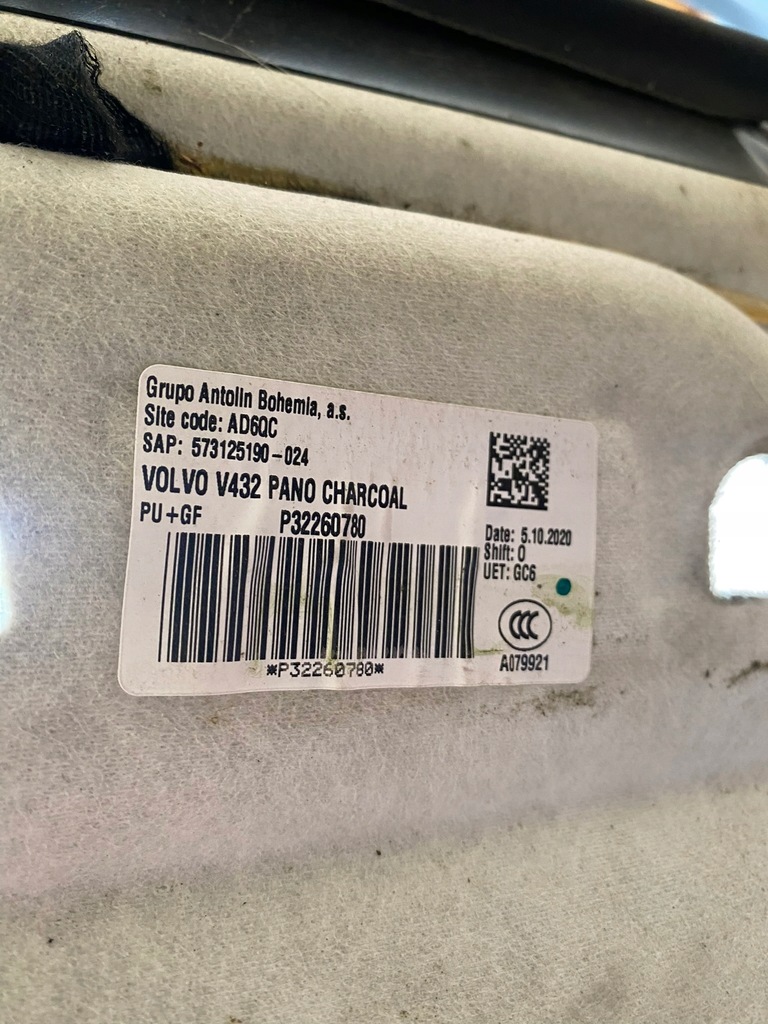 Grupo Antolin Bohemia, a.s.
Site code: AD6QC
SAP: 573125190-024
VOLVO V432 PANO CHARCOAL
PU+GF P32260780
Date: 5.10.2020
Shift: O
UET: GC6
CCC
A079921
*P32260780*